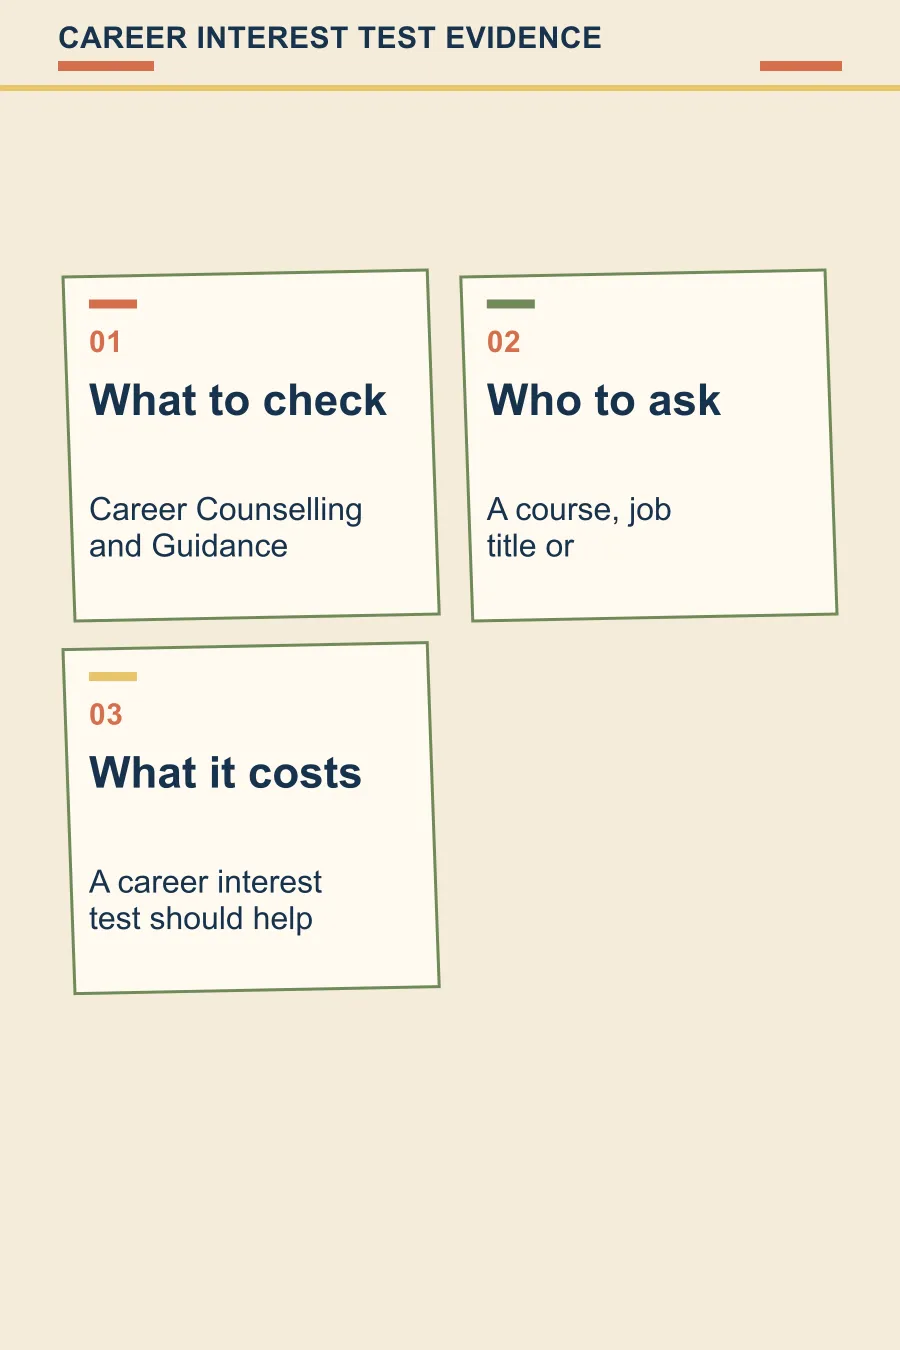 CAREER INTEREST TEST EVIDENCE
01
What to check
Career Counselling
and Guidance
02
Who to ask
A course, job
title or
03
What it costs
A career interest
test should help